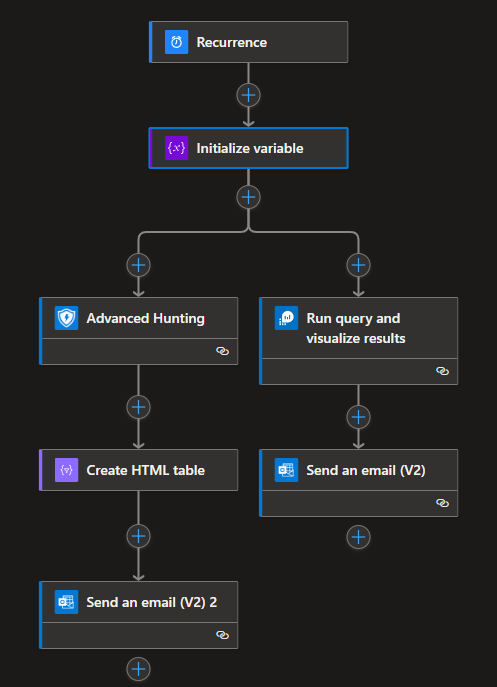 Recurrence
{x}
Initialize variable
Advanced Hunting
Run query and
visualize results
Create HTML table
Send an email (V2)
Send an email (V2) 2